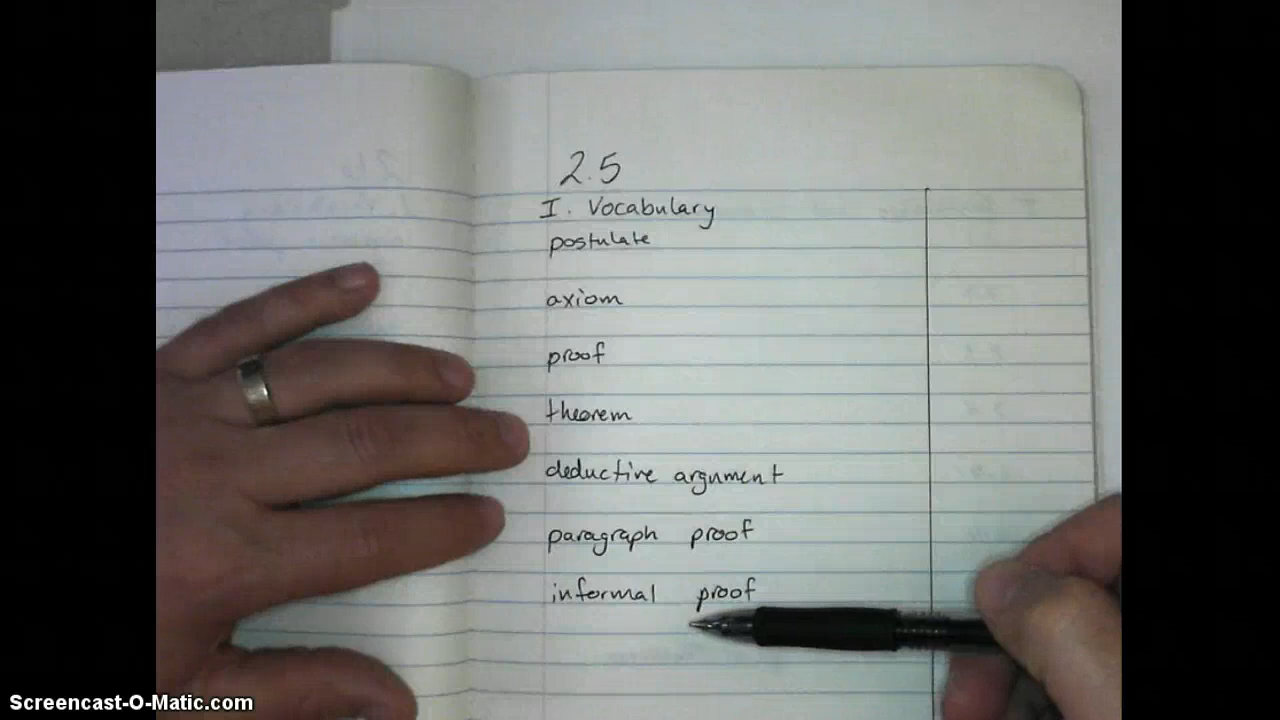 2.5
I. Vocabulary
postulate
axiom
proof
theorem
deductive argument
paragraph proof
informal proof
Screencast-O-Matic.com